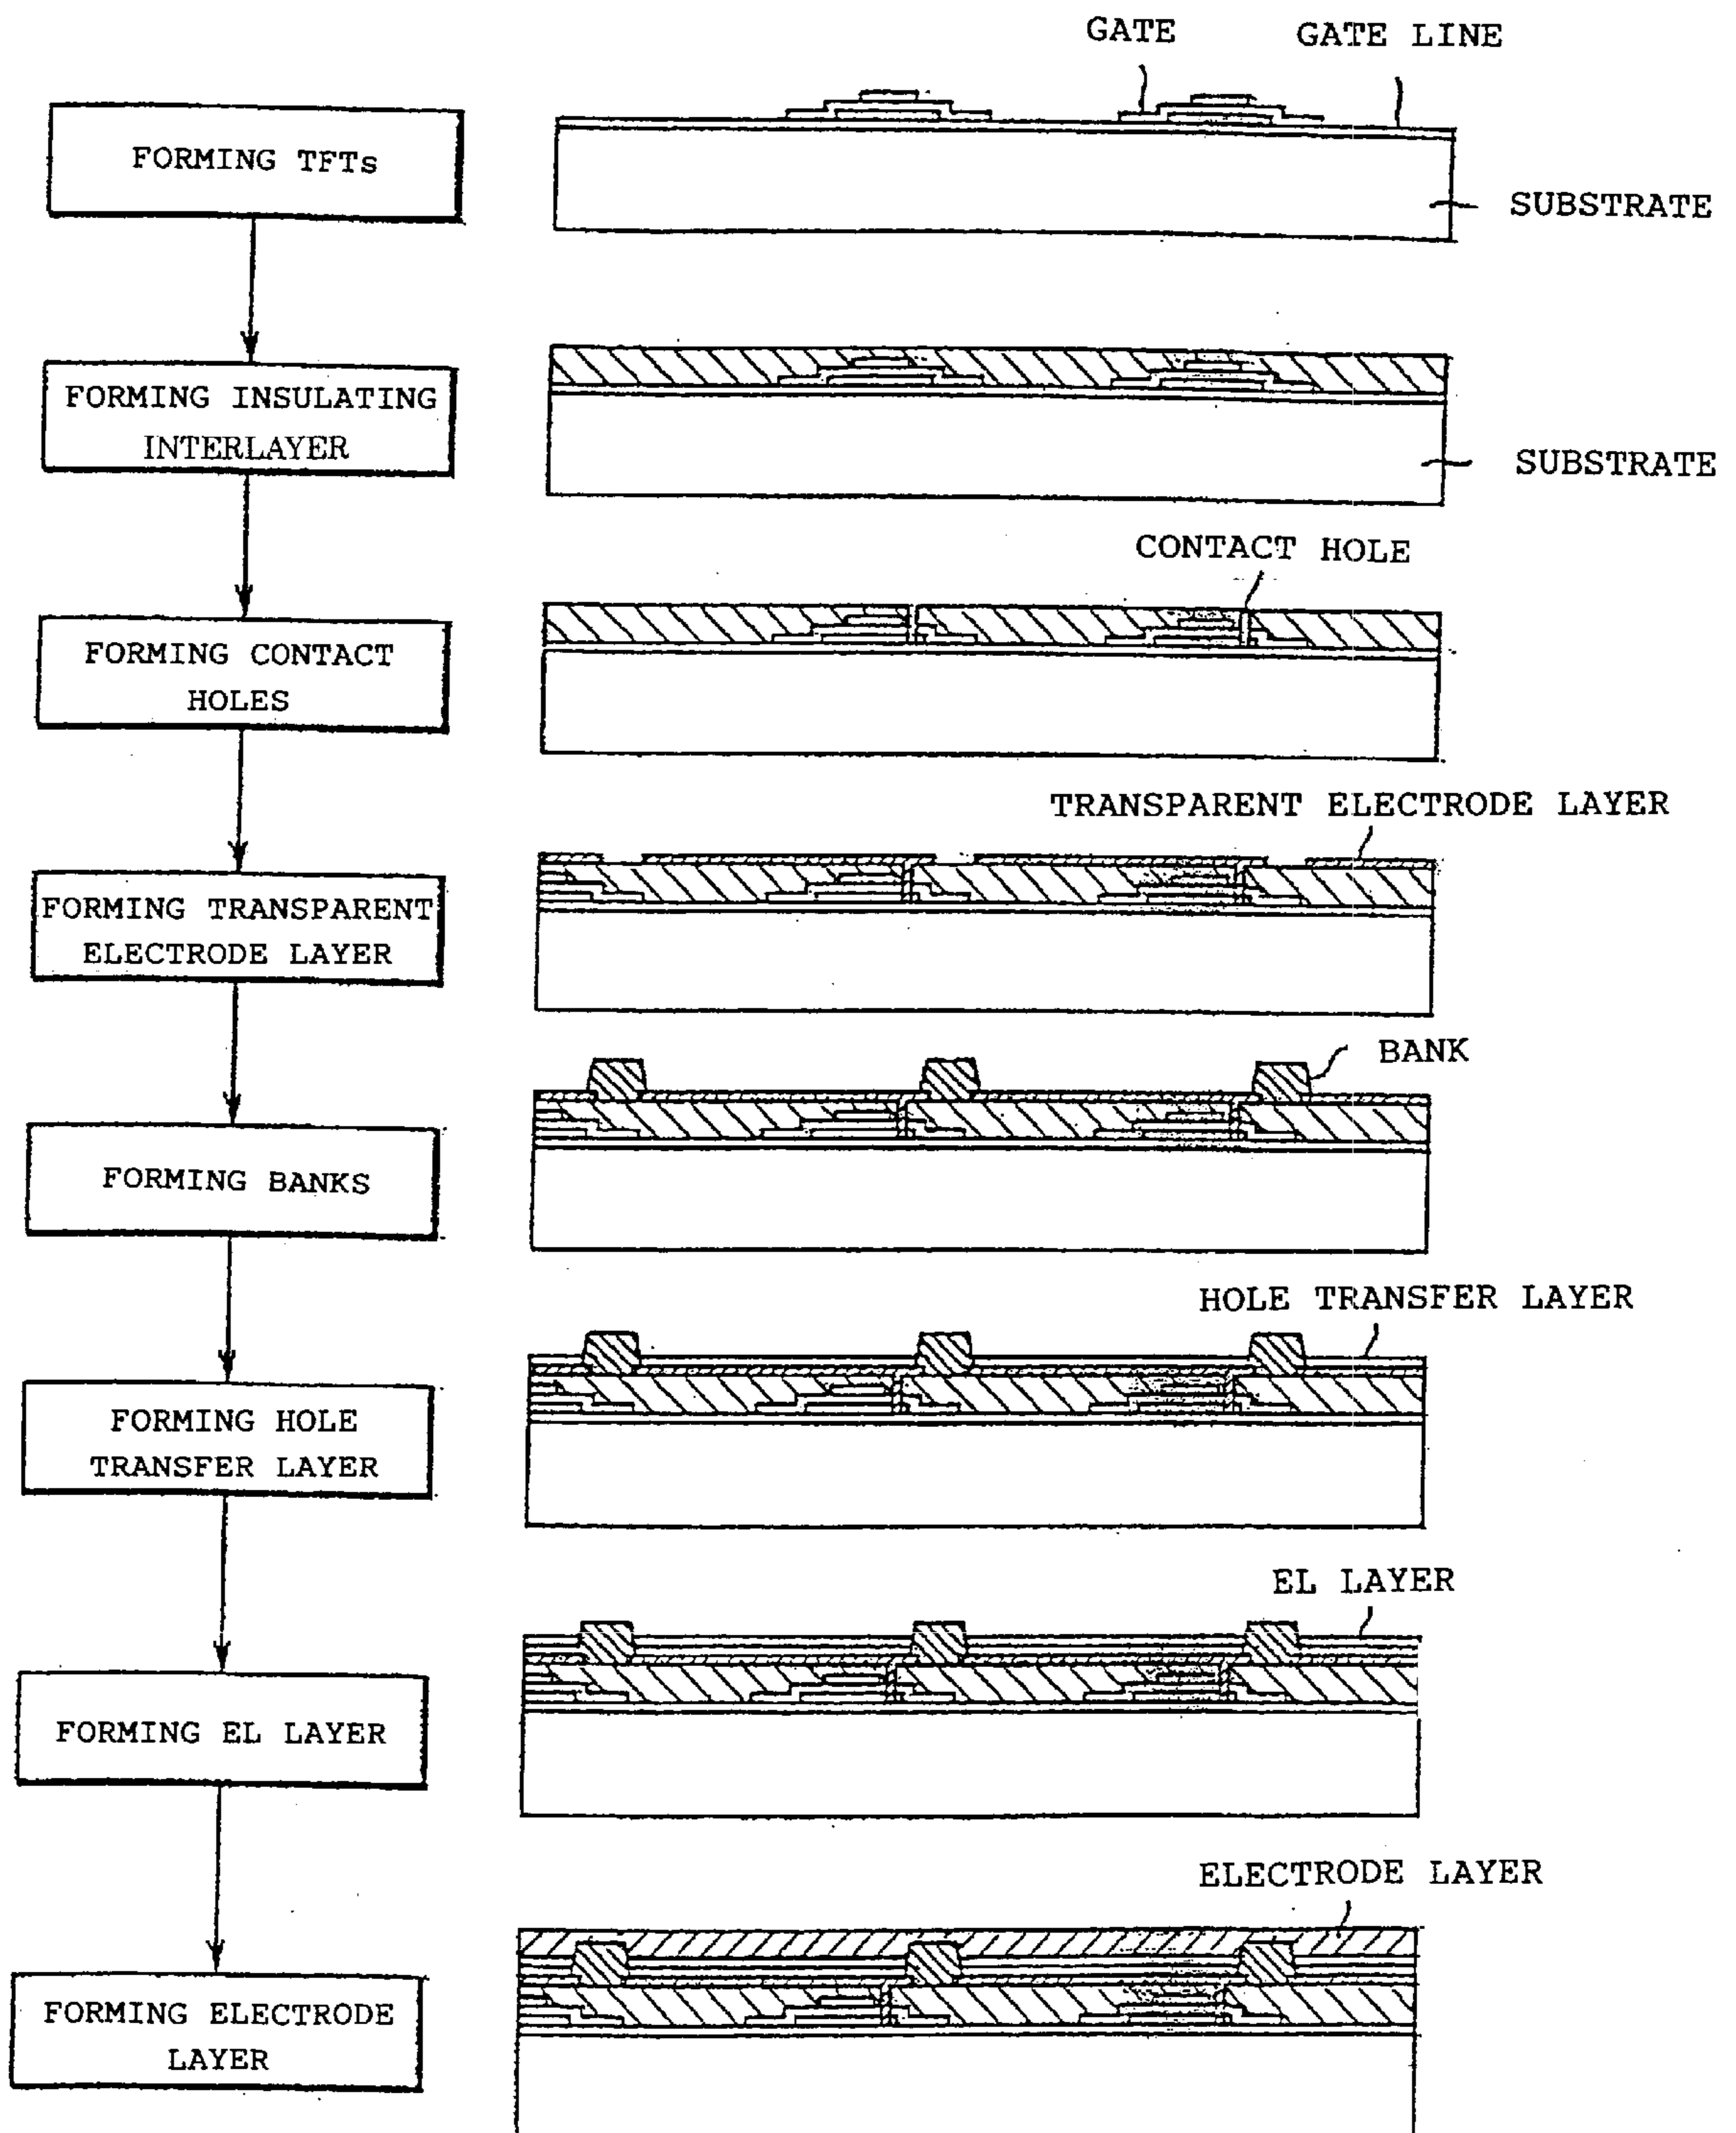 GATE
GATE LINE
FORMING TFTs
SUBSTRATE
FORMING INSULATING
INTERLAYER
SUBSTRATE
CONTACT HOLE
FORMING CONTACT
HOLES
TRANSPARENT ELECTRODE LAYER
FORMING TRANSPARENT
ELECTRODE LAYER
BANK
FORMING BANKS
HOLE TRANSFER LAYER
FORMING HOLE
TRANSFER LAYER
EL LAYER
FORMING EL LAYER
ELECTRODE LAYER
FORMING ELECTRODE
LAYER